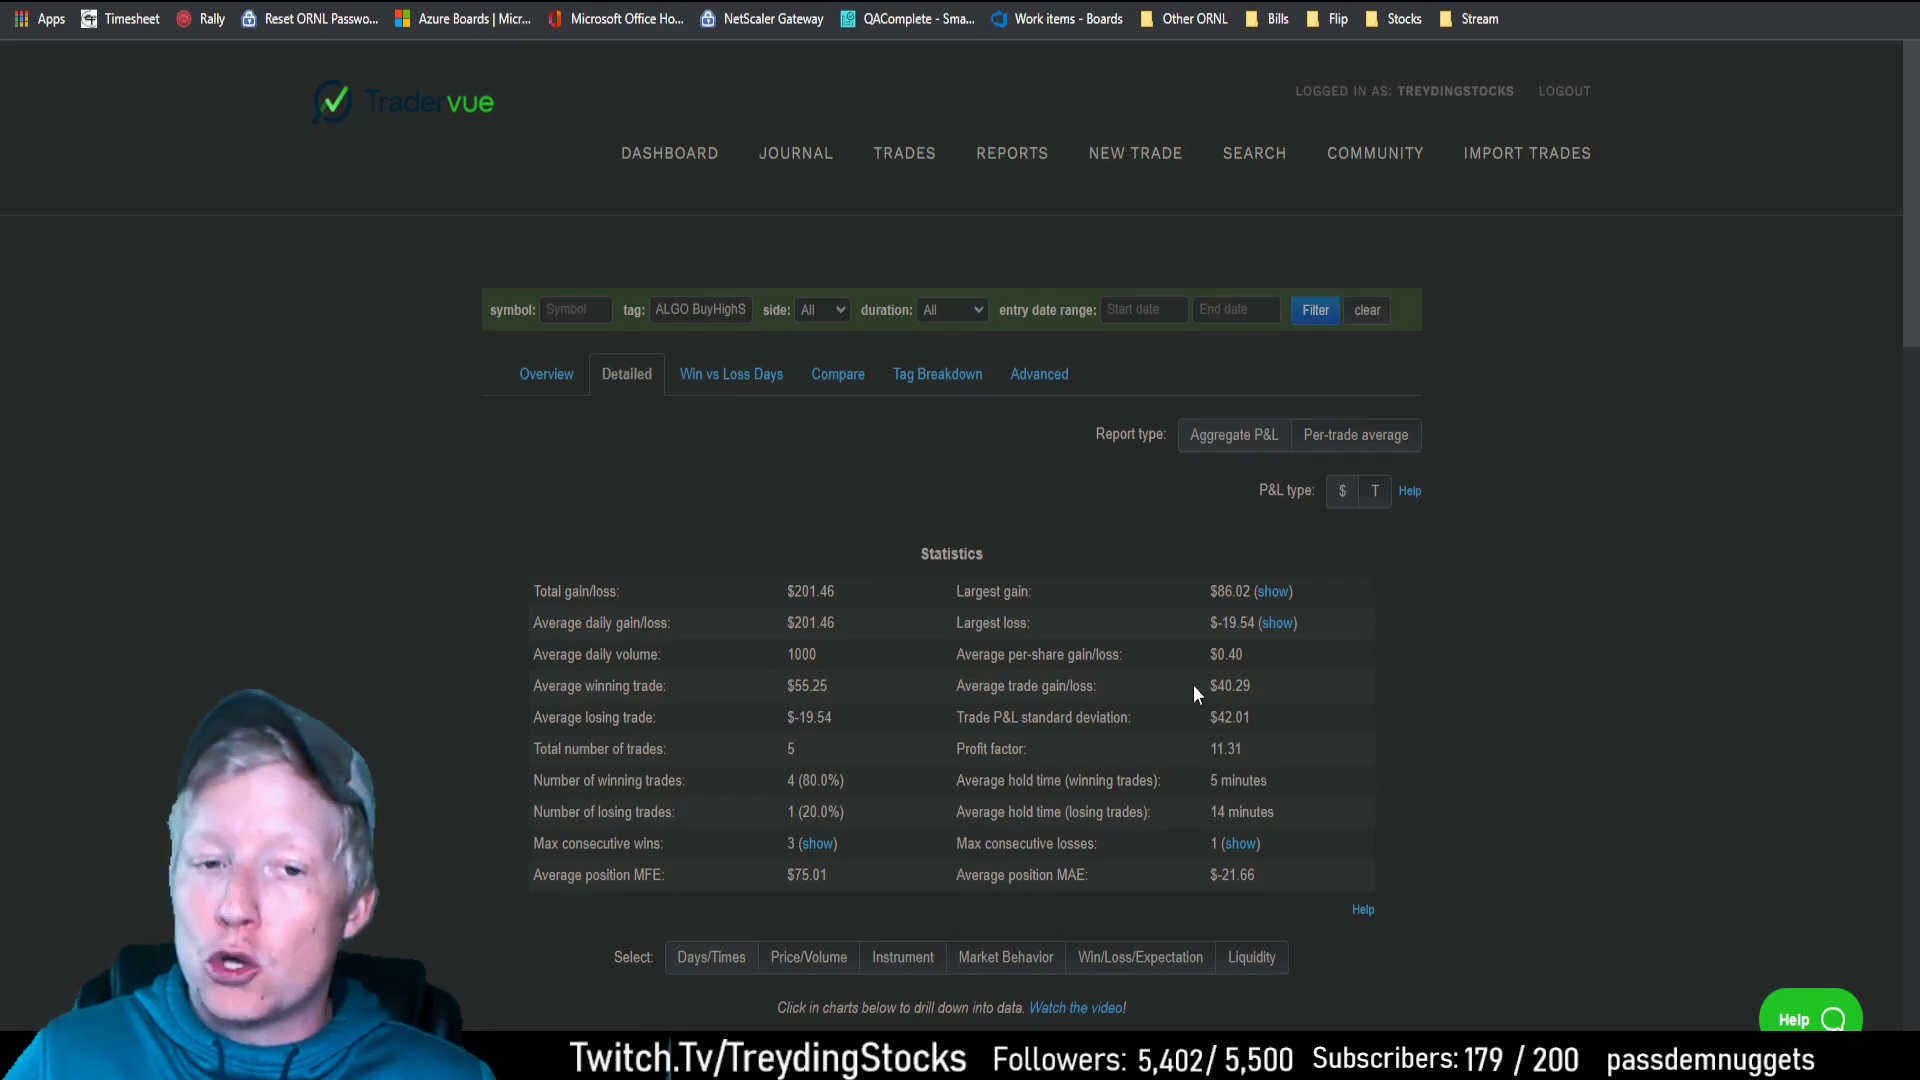 Apps Timesheet Rally Reset ORNL Passwo... Azure Boards | Micr... Microsoft Office Ho... NetScaler Gateway QAComplete - Sma... Work items - Boards Other ORNL Bills Flip Stocks Stream
Tradervue
LOGGED IN AS: TREYDINGSTOCKS LOGOUT
DASHBOARD JOURNAL TRADES REPORTS NEW TRADE SEARCH COMMUNITY IMPORT TRADES
symbol: Symbol tag: ALGO BuyHighS side: All duration: All entry date range: Start date End date Filter clear
Overview Detailed Win vs Loss Days Compare Tag Breakdown Advanced
Report type: Aggregate P&L Per-trade average
P&L type: $ T Help
Statistics
Total gain/loss: $201.46 Largest gain: $86.02 (show)
Average daily gain/loss: $201.46 Largest loss: $-19.54 (show)
Average daily volume: 1000 Average per-share gain/loss: $0.40
Average winning trade: $55.25 Average trade gain/loss: $40.29
Average losing trade: $-19.54 Trade P&L standard deviation: $42.01
Total number of trades: 5 Profit factor: 11.31
Number of winning trades: 4 (80.0%) Average hold time (winning trades): 5 minutes
Number of losing trades: 1 (20.0%) Average hold time (losing trades): 14 minutes
Max consecutive wins: 3 (show) Max consecutive losses: 1 (show)
Average position MFE: $75.01 Average position MAE: $-21.66
Help
Select: Days/Times Price/Volume Instrument Market Behavior Win/Loss/Expectation Liquidity
Click in charts below to drill down into data. Watch the video!
Help
Twitch.Tv/TreydingStocks Followers: 5,402/ 5,500 Subscribers: 179 / 200 passdemnuggets